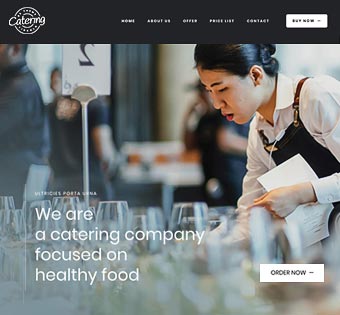 Catering
HOME ABOUT US OFFER PRICE LIST CONTACT BUY NOW
2
ULTRICIES PORTA URNA
We are
a catering company
focused on
healthy food
ORDER NOW